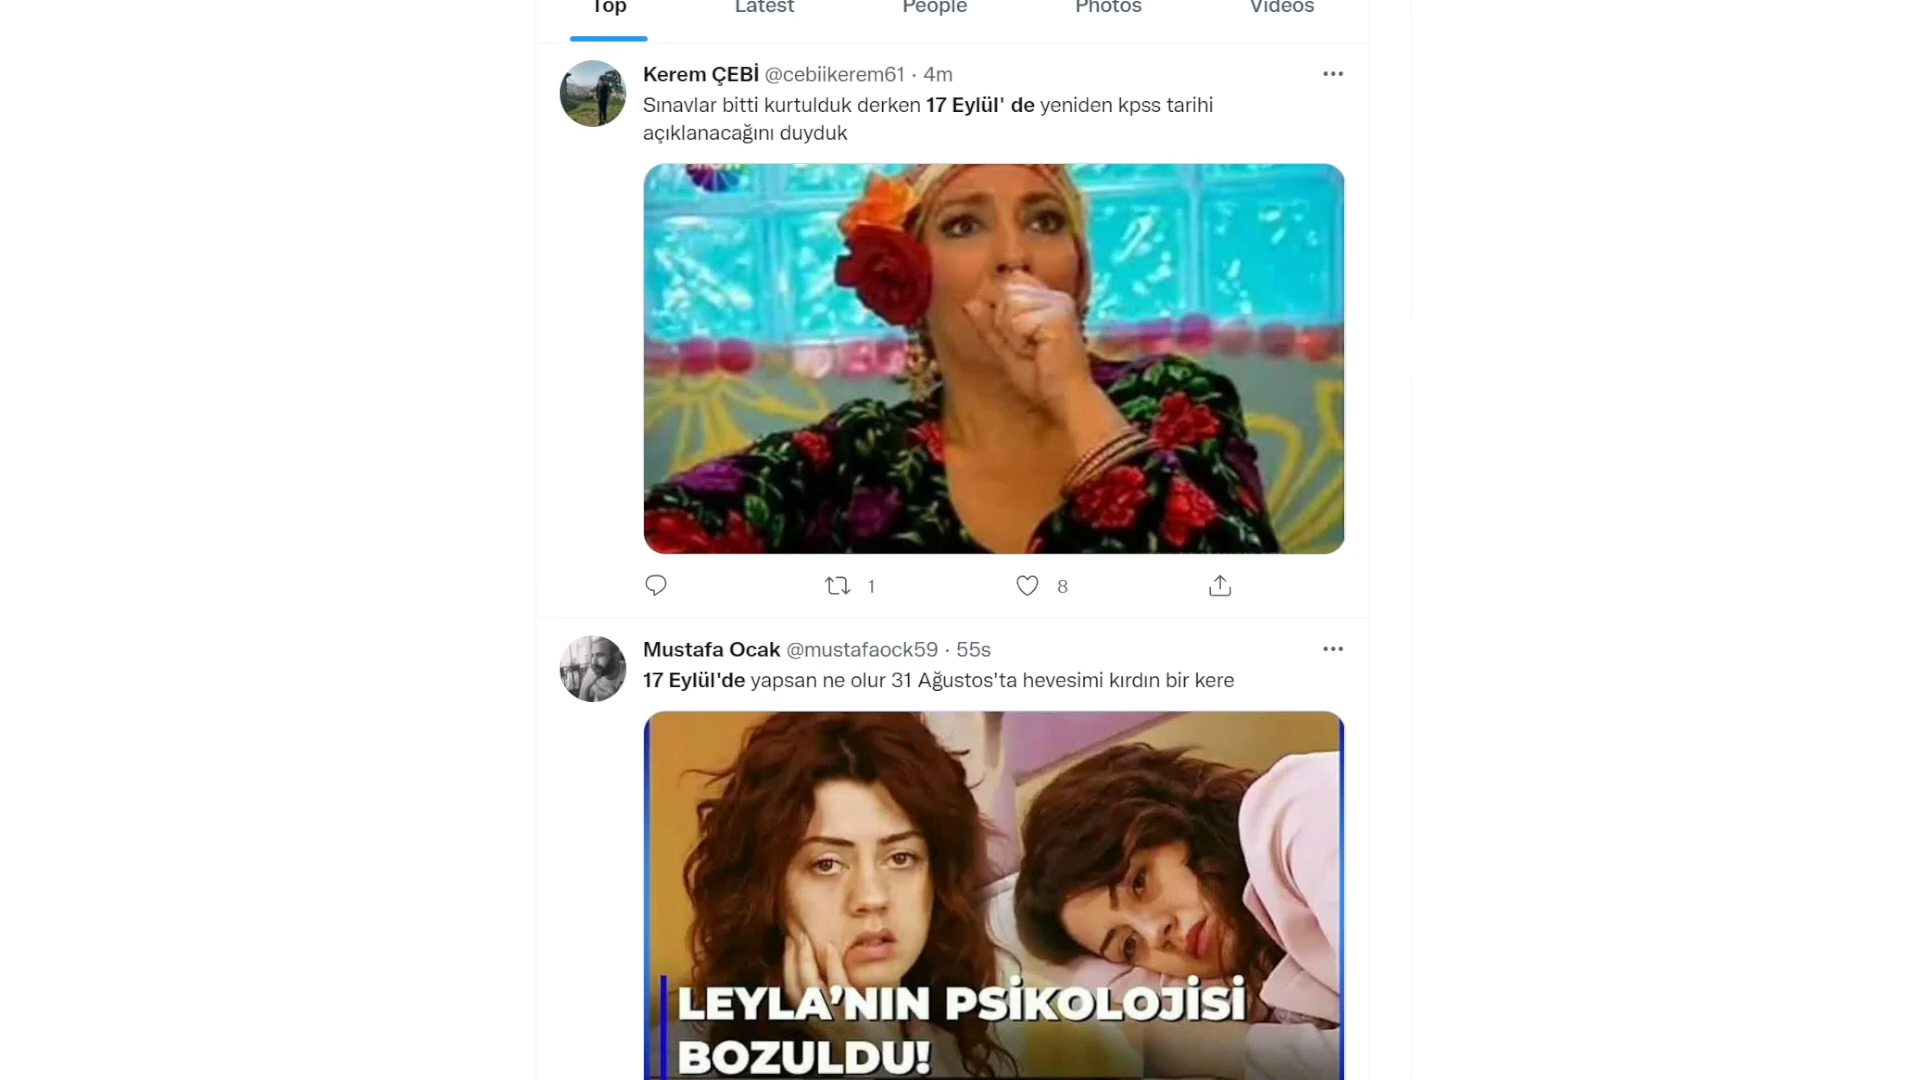 Top Latest People Photos Videos
Kerem ÇEBİ @cebiikerem61 · 4m
Sınavlar bitti kurtulduk derken 17 Eylül' de yeniden kpss tarihi
açıklanacağını duyduk
1 8
Mustafa Ocak @mustafaock59 · 55s
17 Eylül'de yapsan ne olur 31 Ağustos'ta hevesimi kırdın bir kere
LEYLA’NIN PSİKOLOJİSİ
BOZULDU!